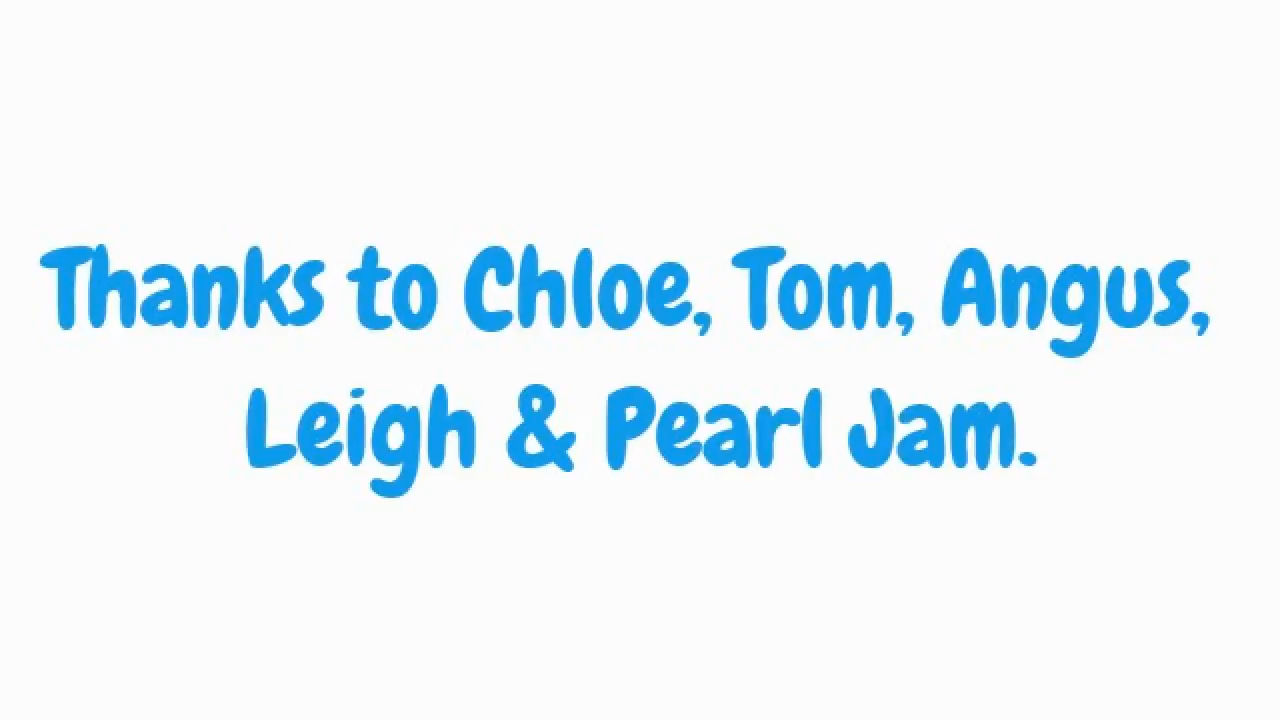 Thanks to Chloe, Tom, Angus,
Leigh & Pearl Jam.